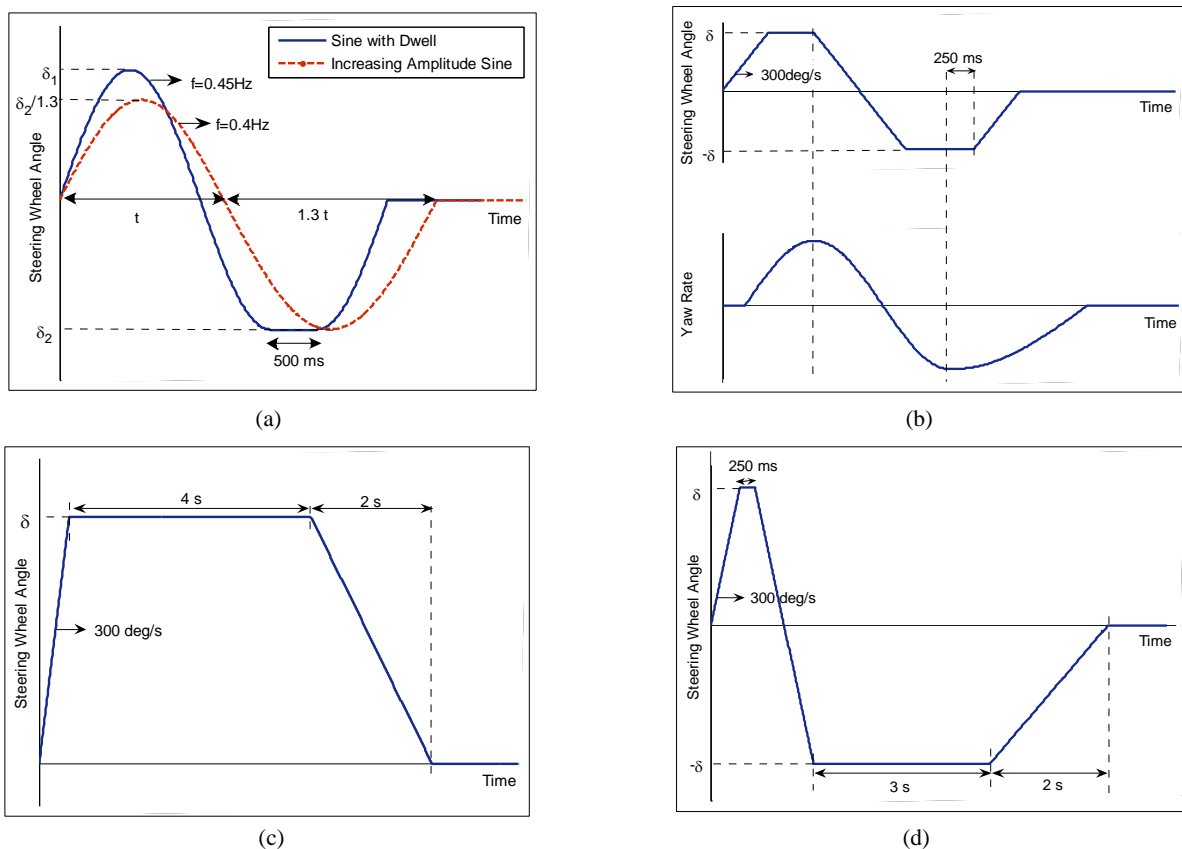 Steering Wheel Angle
δ1
δ2/1.3
δ2
Sine with Dwell
Increasing Amplitude Sine
f=0.45Hz
f=0.4Hz
t
1.3 t
Time
500 ms
(a)
Steering Wheel Angle
δ
-δ
300deg/s
250 ms
Time
Yaw Rate
Time
(b)
Steering Wheel Angle
δ
4 s
2 s
300 deg/s
Time
(c)
Steering Wheel Angle
250 ms
δ
300 deg/s
Time
-δ
3 s
2 s
(d)